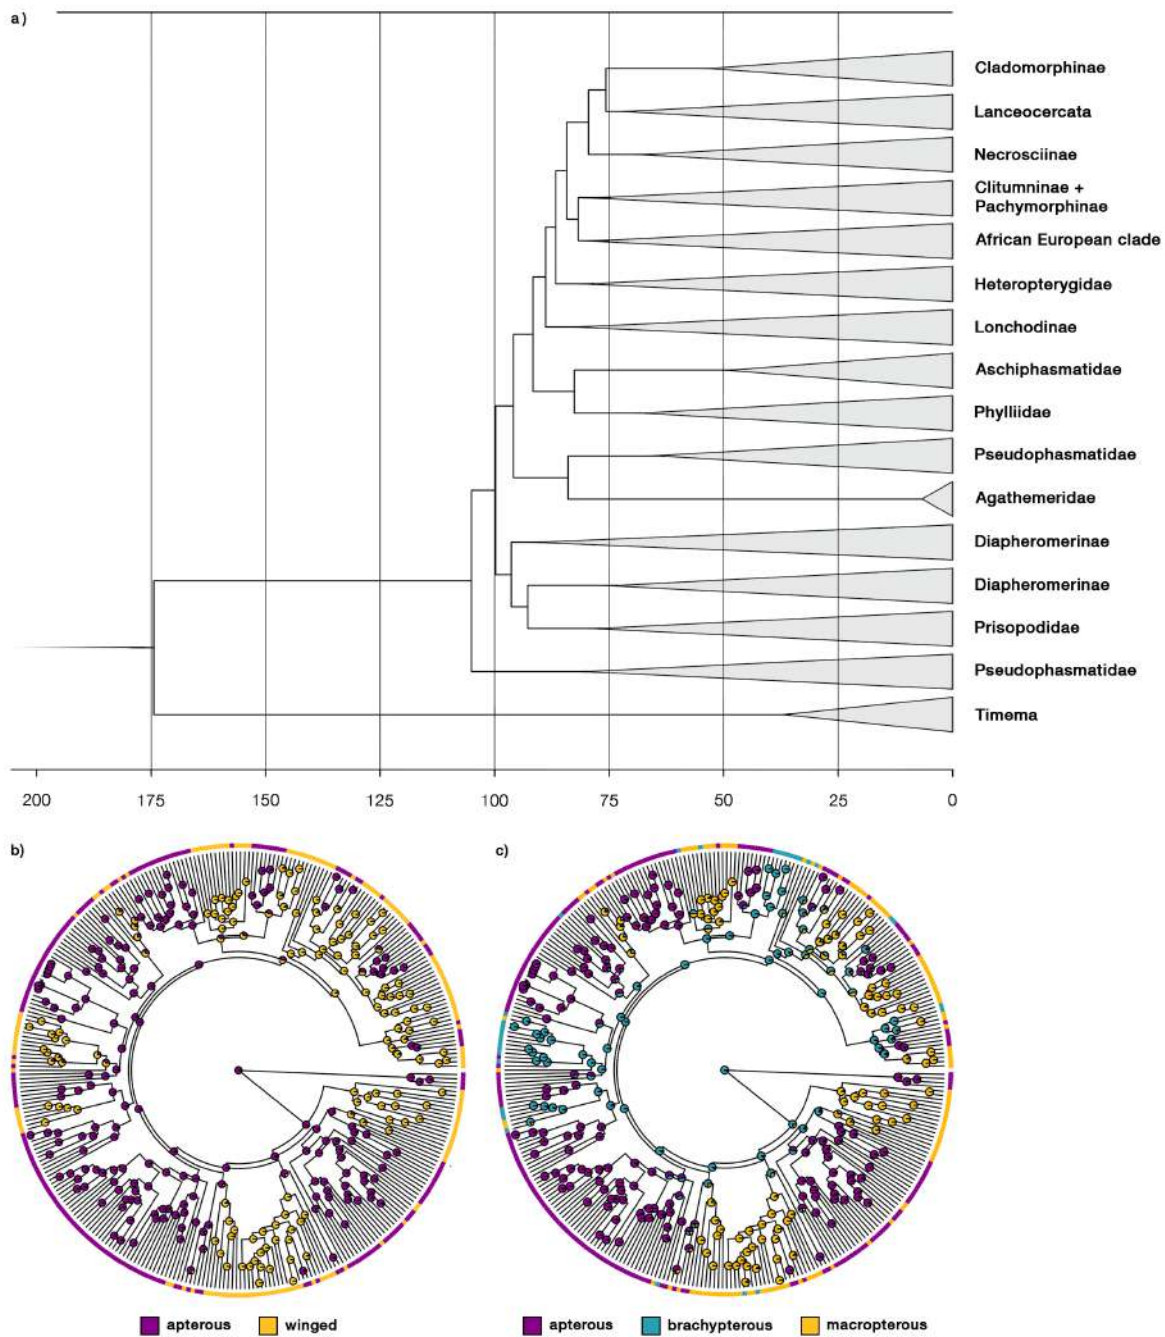 a)
Cladomorphinae
Lanceocercata
Necrosciinae
Clitumninae +
Pachymorphinae
African European clade
Heteropterygidae
Lonchodinae
Aschiphasmatidae
Phylliidae
Pseudophasmatidae
Agathemeridae
Diapheromerinae
Diapheromerinae
Prisopodidae
Pseudophasmatidae
Timema
200 175 150 125 100 75 50 25 0
b) c)
apterous winged apterous brachypterous macropterous